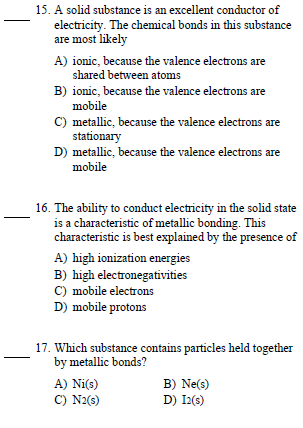 ____ 15. A solid substance is an excellent conductor of
electricity. The chemical bonds in this substance
are most likely
A) ionic, because the valence electrons are
shared between atoms
B) ionic, because the valence electrons are
mobile
C) metallic, because the valence electrons are
stationary
D) metallic, because the valence electrons are
mobile
____ 16. The ability to conduct electricity in the solid state
is a characteristic of metallic bonding. This
characteristic is best explained by the presence of
A) high ionization energies
B) high electronegativities
C) mobile electrons
D) mobile protons
____ 17. Which substance contains particles held together
by metallic bonds?
A) Ni(s) B) Ne(s)
C) N2(s) D) I2(s)